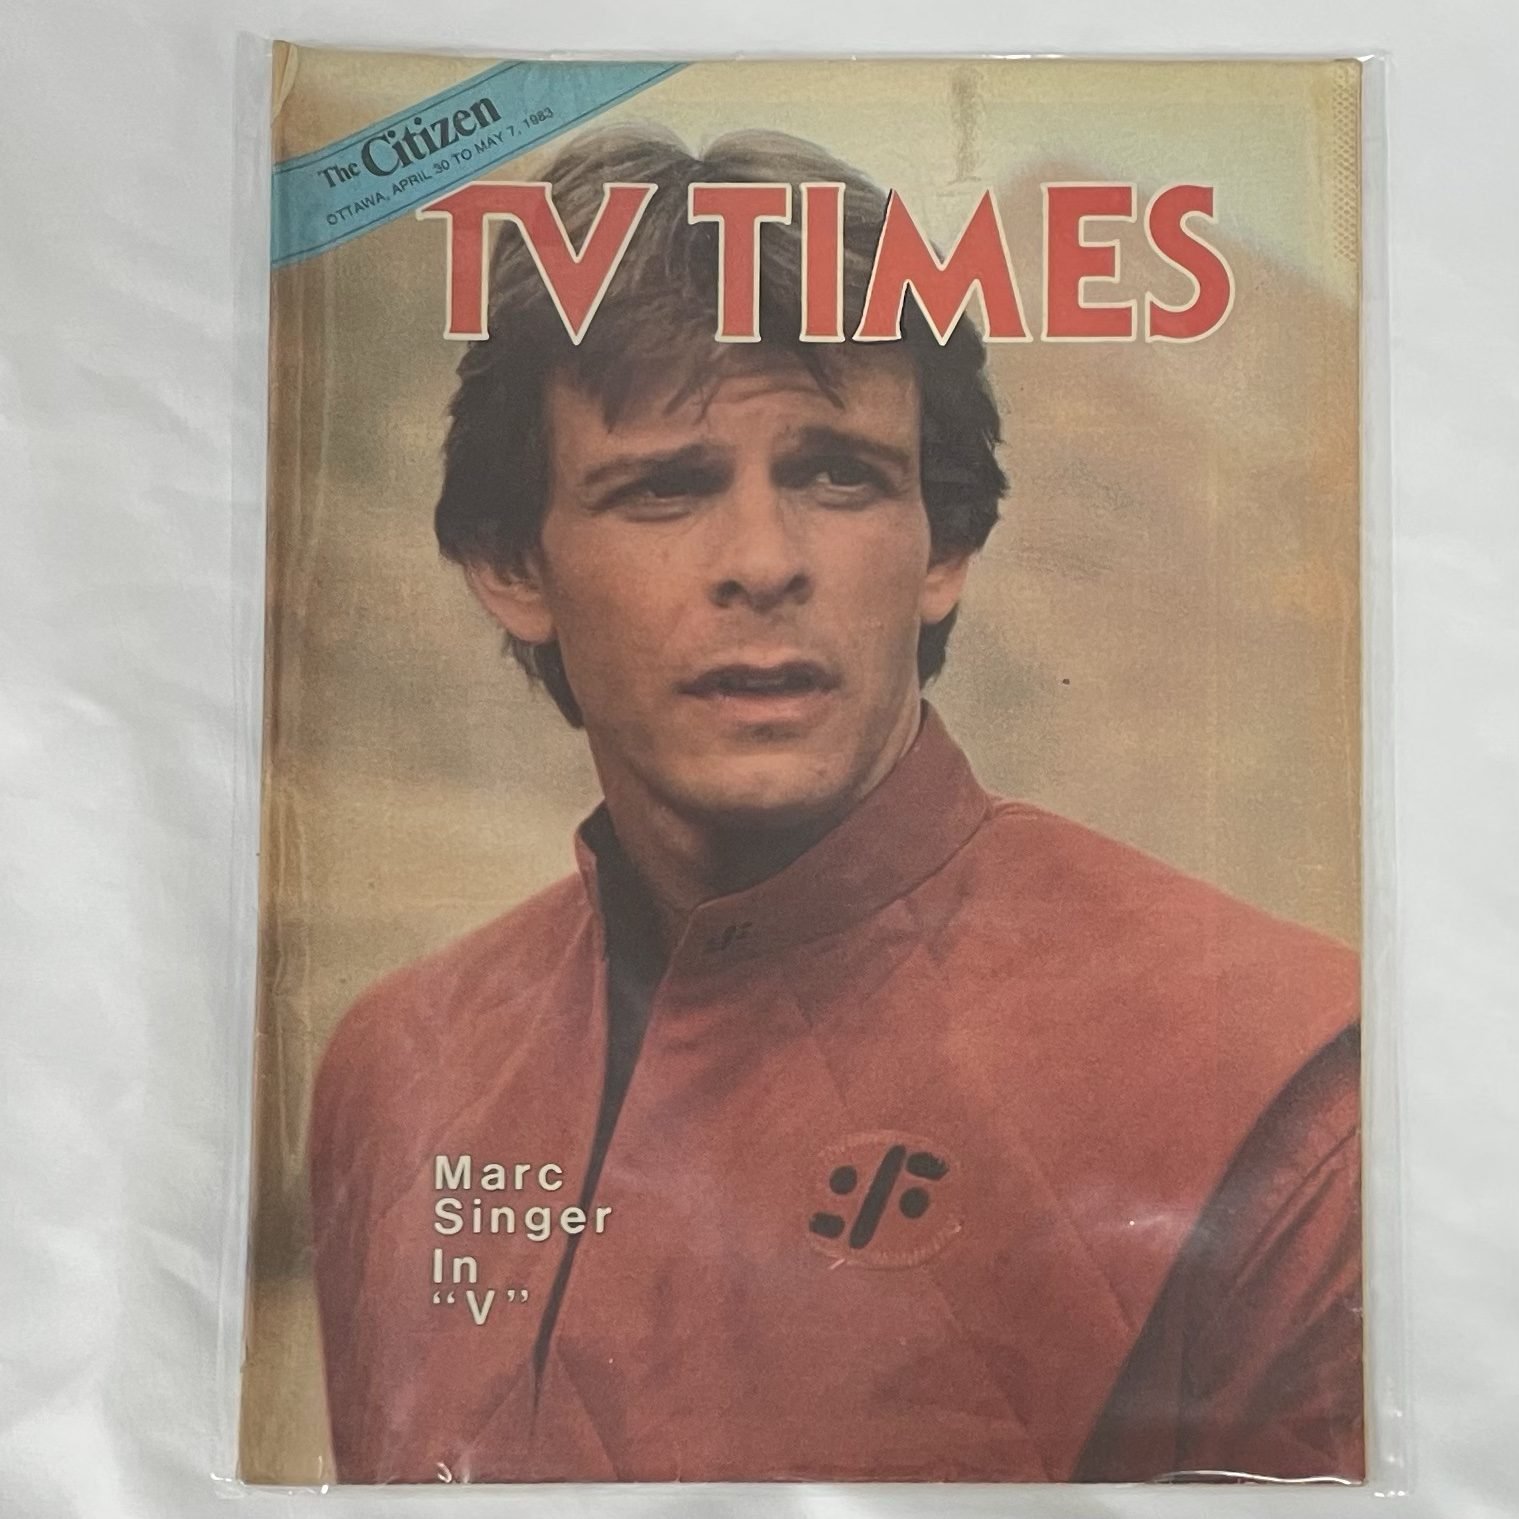 The Citizen
OTTAWA, APRIL 30 TO MAY 7, 1983
TV TIMES
Marc
Singer
In
“V”